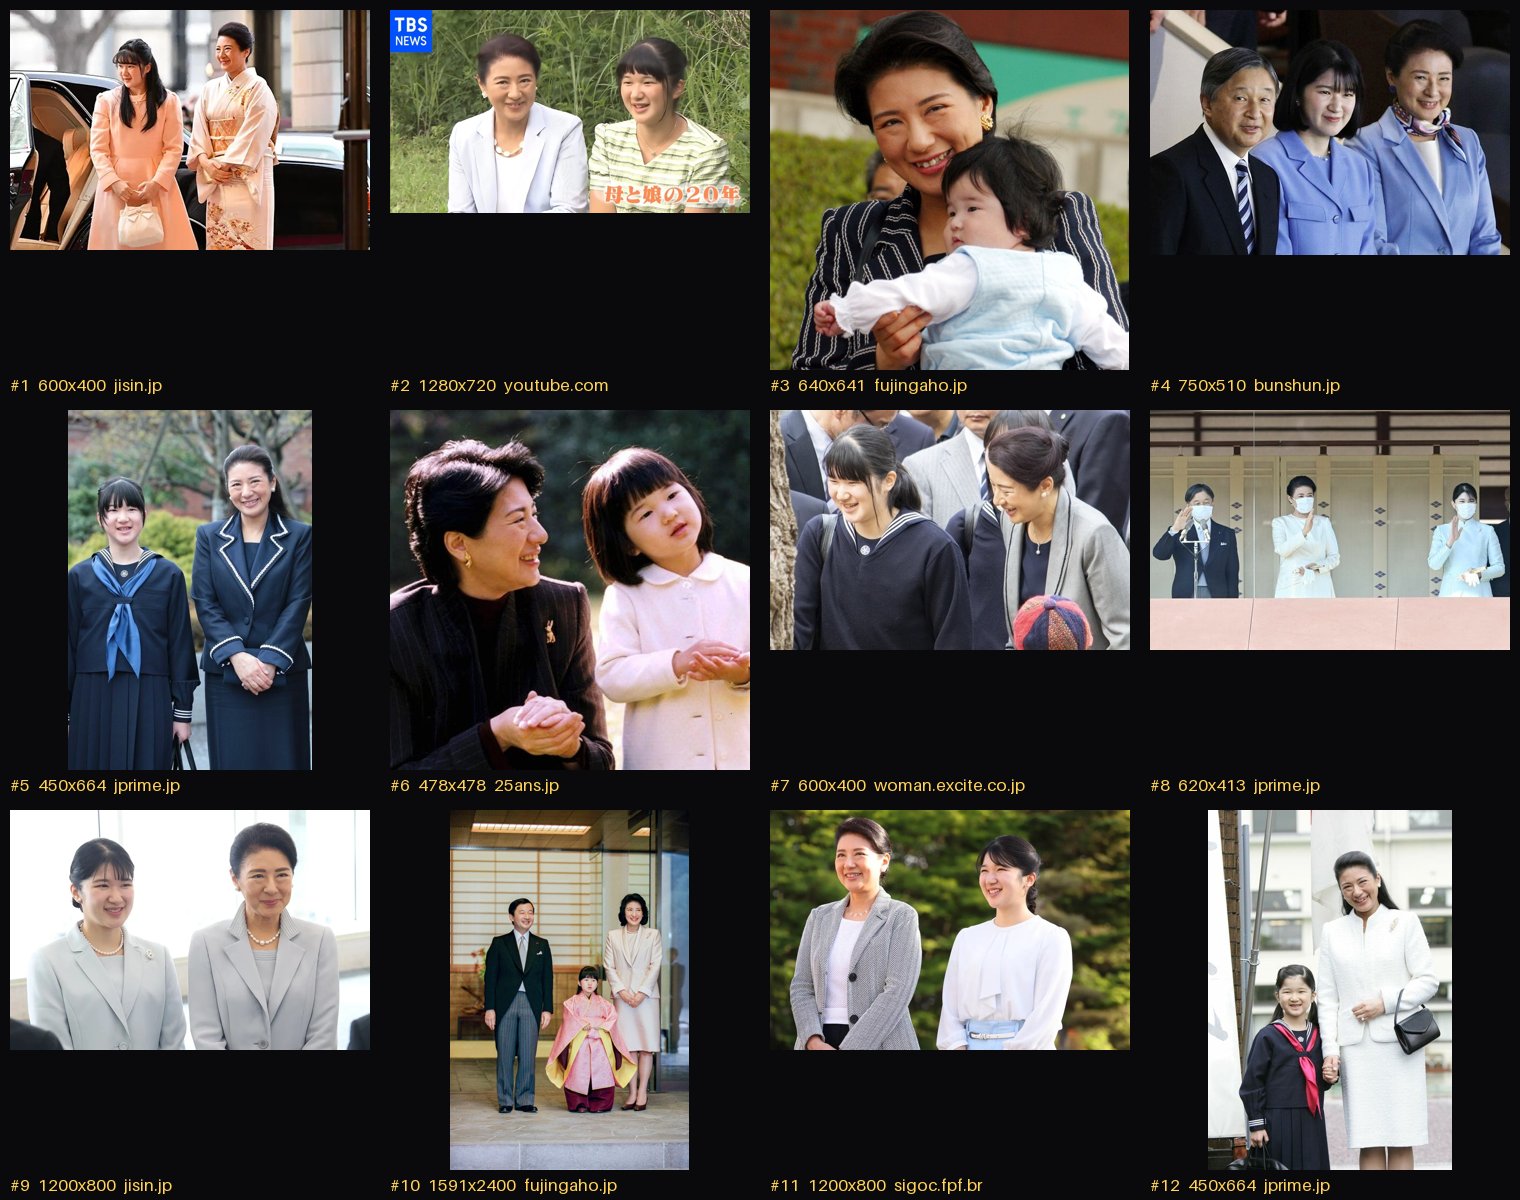 TBS
NEWS
母と娘の20年
#1 600x400 jisin.jp
#2 1280x720 youtube.com
#3 640x641 fujingaho.jp
#4 750x510 bunshun.jp
#5 450x664 jprime.jp
#6 478x478 25ans.jp
#7 600x400 woman.excite.co.jp
#8 620x413 jprime.jp
#9 1200x800 jisin.jp
#10 1591x2400 fujingaho.jp
#11 1200x800 sigoc.fpf.br
#12 450x664 jprime.jp